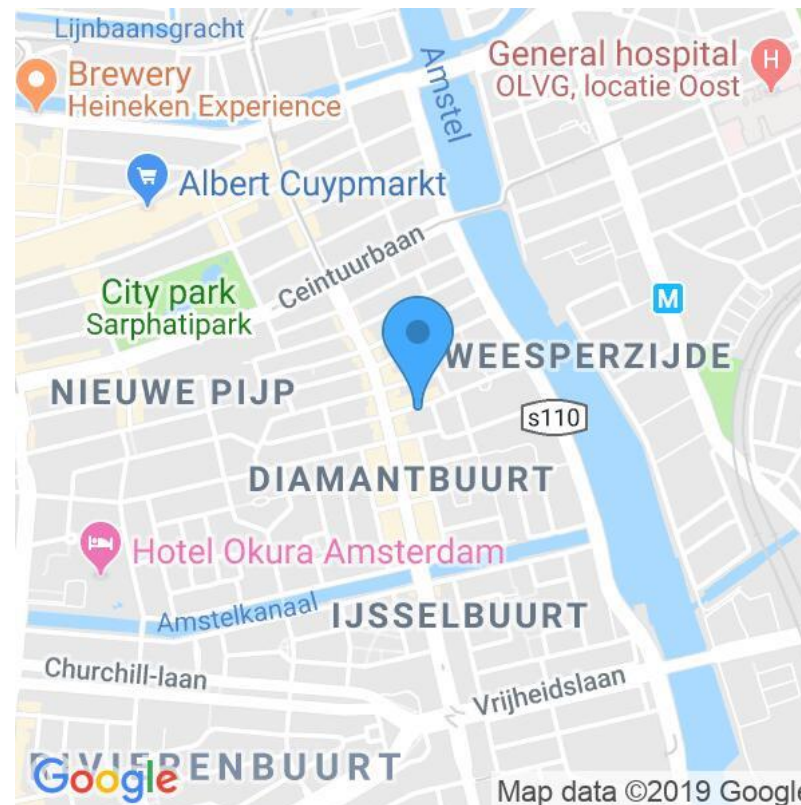 Lijnbaansgracht
Brewery
Heineken Experience
Amstel
General hospital
OLVG, locatie Oost
H
Albert Cuypmarkt
Ceintuurbaan
City park
Sarphatipark
M
WEESPERZIJDE
NIEUWE PIJP
s110
DIAMANTBUURT
Hotel Okura Amsterdam
Amstelkanaal
IJSSELBUURT
Churchill-laan
Vrijheidslaan
RIVIERENBUURT
Google
Map data ©2019 Google